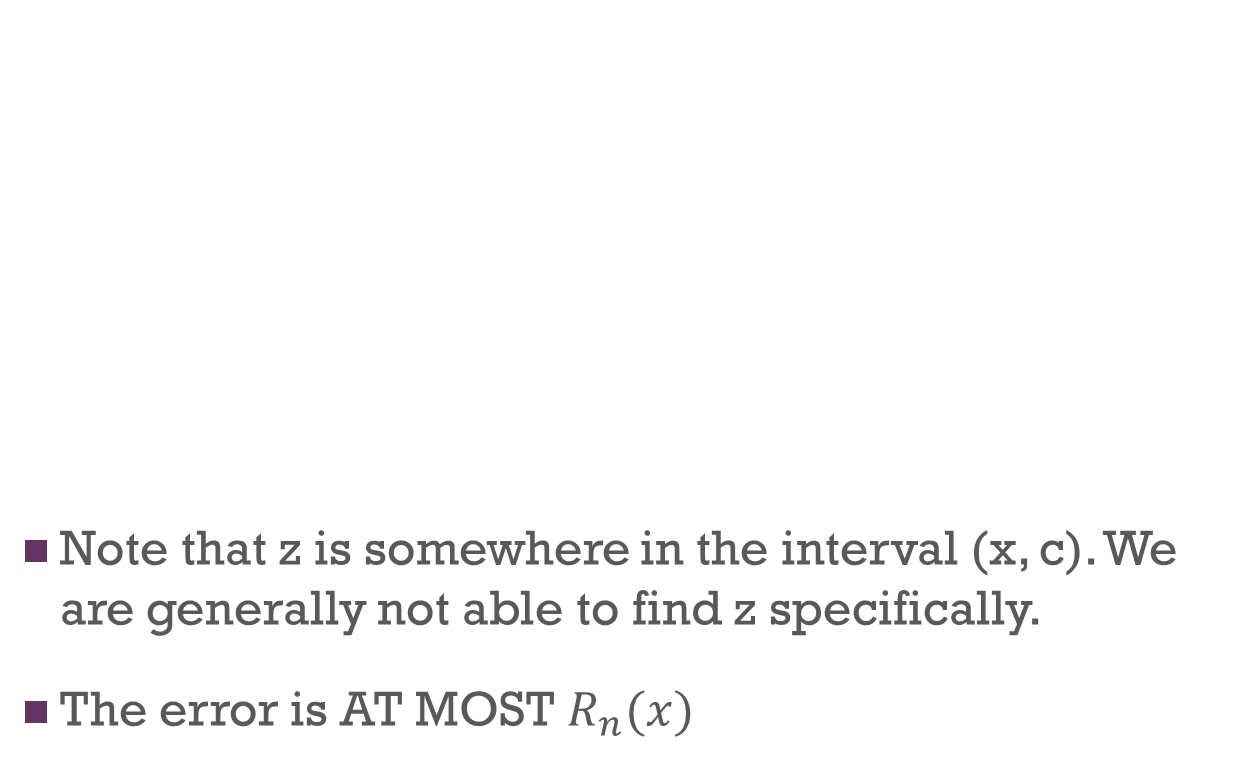 ■ Note that z is somewhere in the interval (x, c). We
are generally not able to find z specifically.
■ The error is AT MOST Rₙ(x)